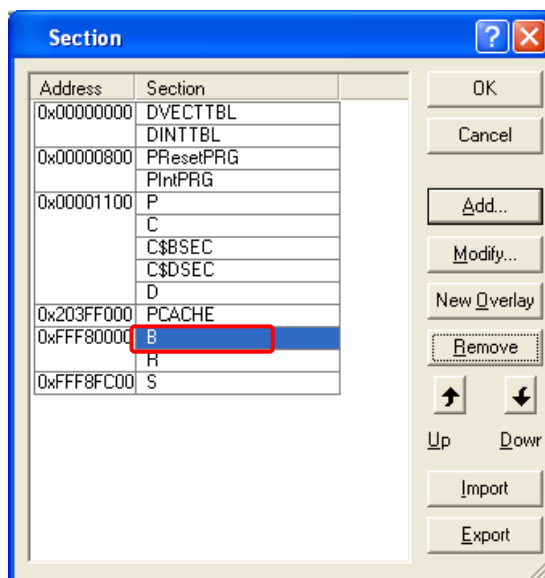 Section
Address Section
0x00000000 DVECTTBL
DINTTBL
0x00000800 PResetPRG
PIntPRG
0x00001100 P
C
C$BSEC
C$DSEC
D
0x203FF000 PCACHE
0xFFF80000 B
R
0xFFF8FC00 S
OK
Cancel
Add...
Modify...
New Overlay
Remove
Up Down
Import
Export